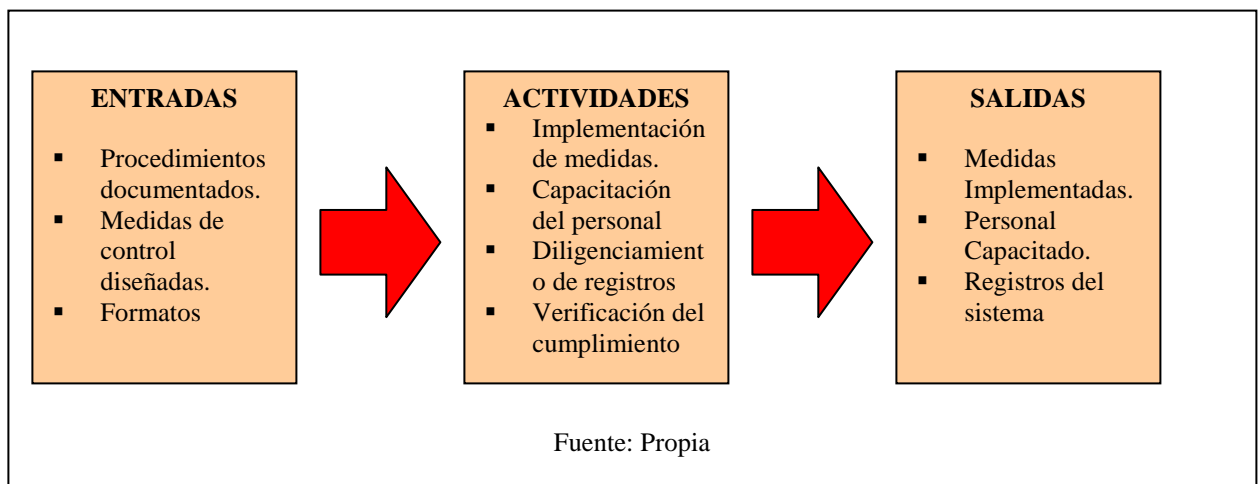 ENTRADAS
▪ Procedimientos
documentados.
▪ Medidas de
control
diseñadas.
▪ Formatos
ACTIVIDADES
▪ Implementación
de medidas.
▪ Capacitación
del personal
▪ Diligenciamient
o de registros
▪ Verificación del
cumplimiento
SALIDAS
▪ Medidas
Implementadas.
▪ Personal
Capacitado.
▪ Registros del
sistema
Fuente: Propia